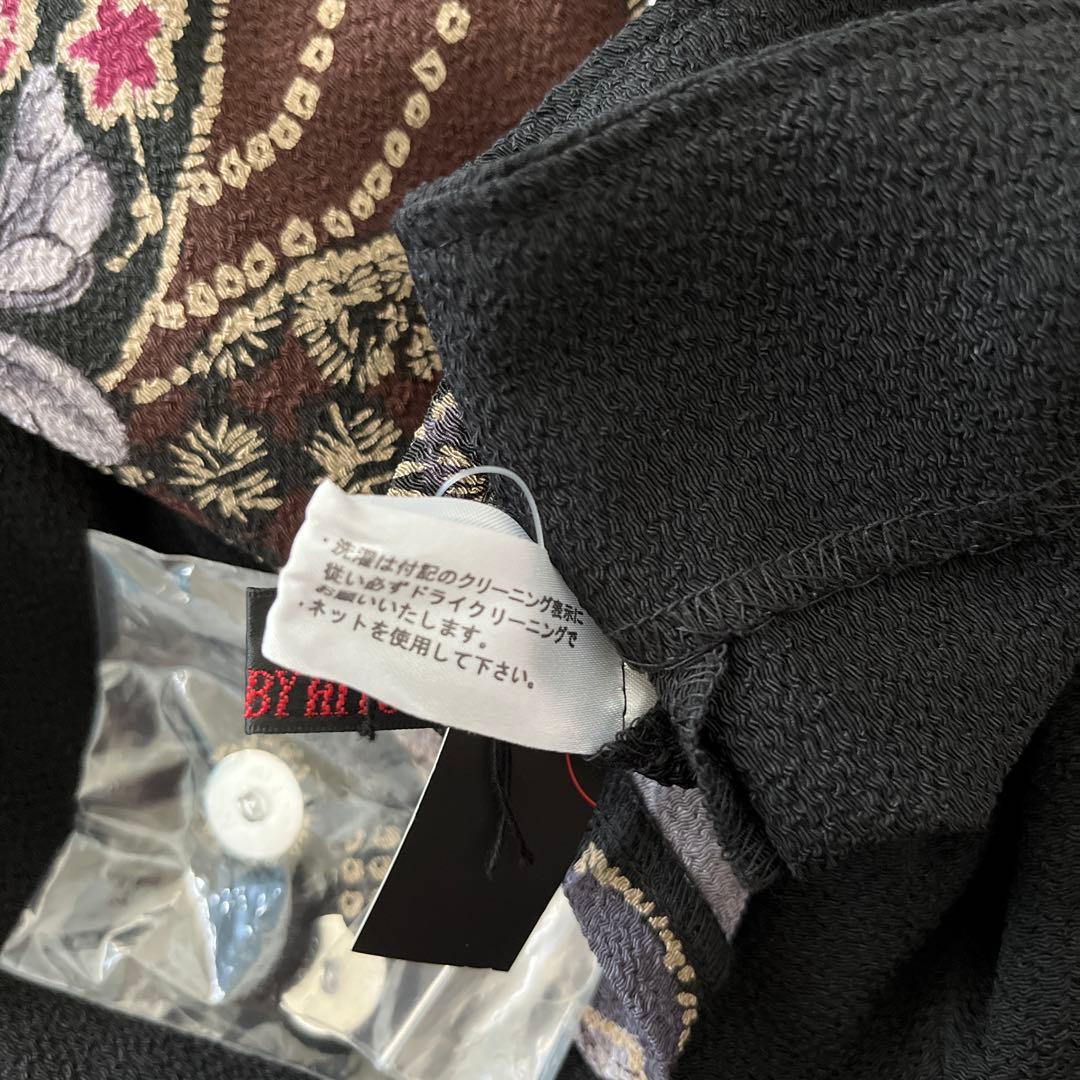 ・洗濯は付記のクリーニング表示に
従い必ずドライクリーニングで
お願いいたします。
・ネットを使用して下さい。
BY